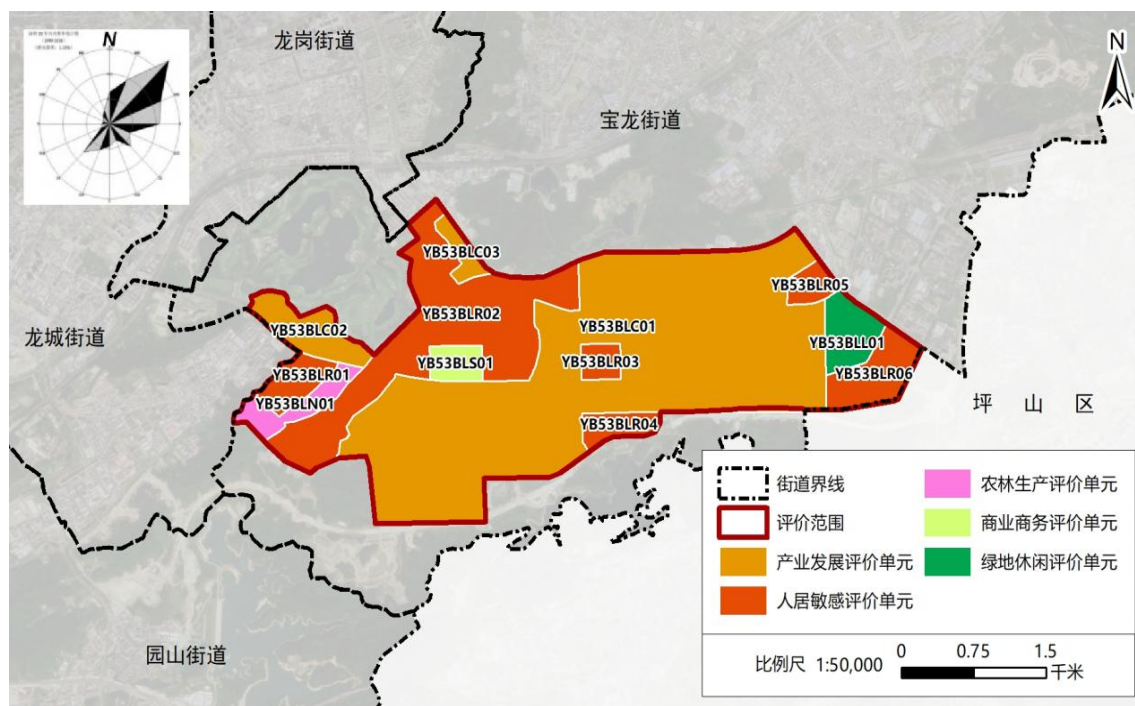 N
龙岗街道
宝龙街道
N
YB53BLC03
YB53BLR05
YB53BLR02
YB53BLC01
YB53BLC02
龙城街道
YB53BLL01
YB53BLS01
YB53BLR03
YB53BLR01
YB53BLR06
YB53BLN01
坪山区
YB53BLR04
街道界线
农林生产评价单元
评价范围
商业商务评价单元
产业发展评价单元
绿地休闲评价单元
人居敏感评价单元
园山街道
比例尺 1:50,000
0 0.75 1.5
千米